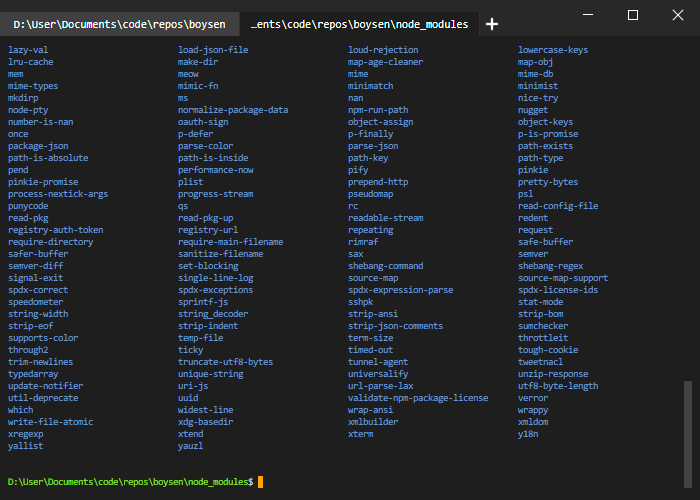 D:\User\Documents\code\repos\boysen …ents\code\repos\boysen\node_modules +
lazy-val load-json-file loud-rejection lowercase-keys
lru-cache make-dir map-age-cleaner map-obj
mem meow mime mime-db
mime-types mimic-fn minimatch minimist
mkdirp ms nan nice-try
node-pty normalize-package-data npm-run-path nugget
number-is-nan oauth-sign object-assign object-keys
once p-defer p-finally p-is-promise
package-json parse-color parse-json path-exists
path-is-absolute path-is-inside path-key path-type
pend performance-now pify pinkie
pinkie-promise plist prepend-http pretty-bytes
process-nextick-args progress-stream pseudomap psl
punycode qs rc read-config-file
read-pkg read-pkg-up readable-stream redent
registry-auth-token registry-url repeating request
require-directory require-main-filename rimraf safe-buffer
safer-buffer sanitize-filename sax semver
semver-diff set-blocking shebang-command shebang-regex
signal-exit single-line-log source-map source-map-support
spdx-correct spdx-exceptions spdx-expression-parse spdx-license-ids
speedometer sprintf-js sshpk stat-mode
string-width string_decoder strip-ansi strip-bom
strip-eof strip-indent strip-json-comments sumchecker
supports-color temp-file term-size throttleit
through2 ticky timed-out tough-cookie
trim-newlines truncate-utf8-bytes tunnel-agent tweetnacl
typedarray unique-string universalify unzip-response
update-notifier uri-js url-parse-lax utf8-byte-length
util-deprecate uuid validate-npm-package-license verror
which widest-line wrap-ansi wrappy
write-file-atomic xdg-basedir xmlbuilder xmldom
xregexp xtend xterm y18n
yallist yauzl
D:\User\Documents\code\repos\boysen\node_modules$